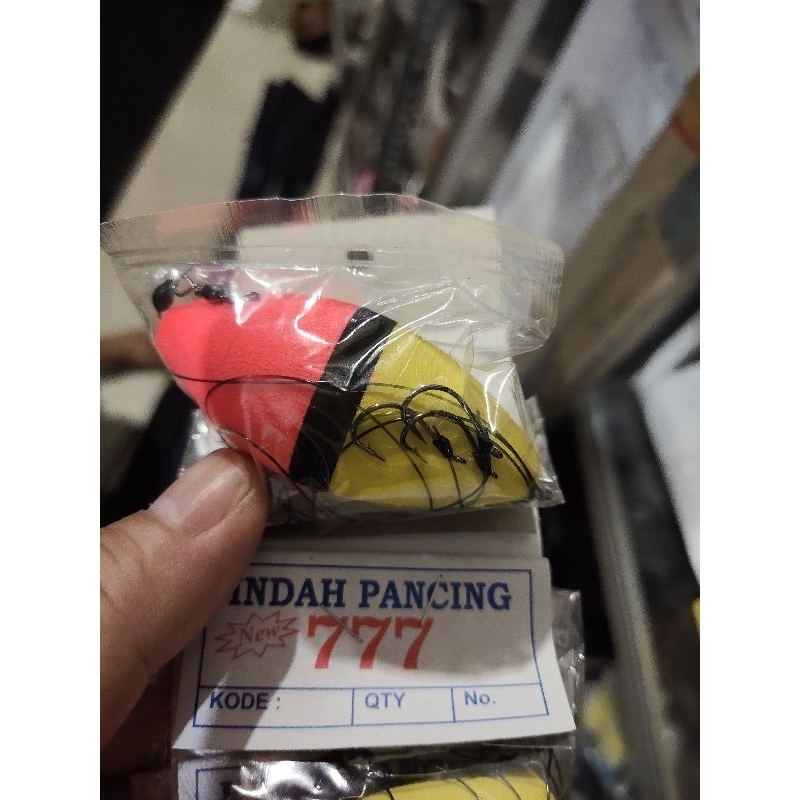 INDAH PANCING
New 777
KODE : QTY No.